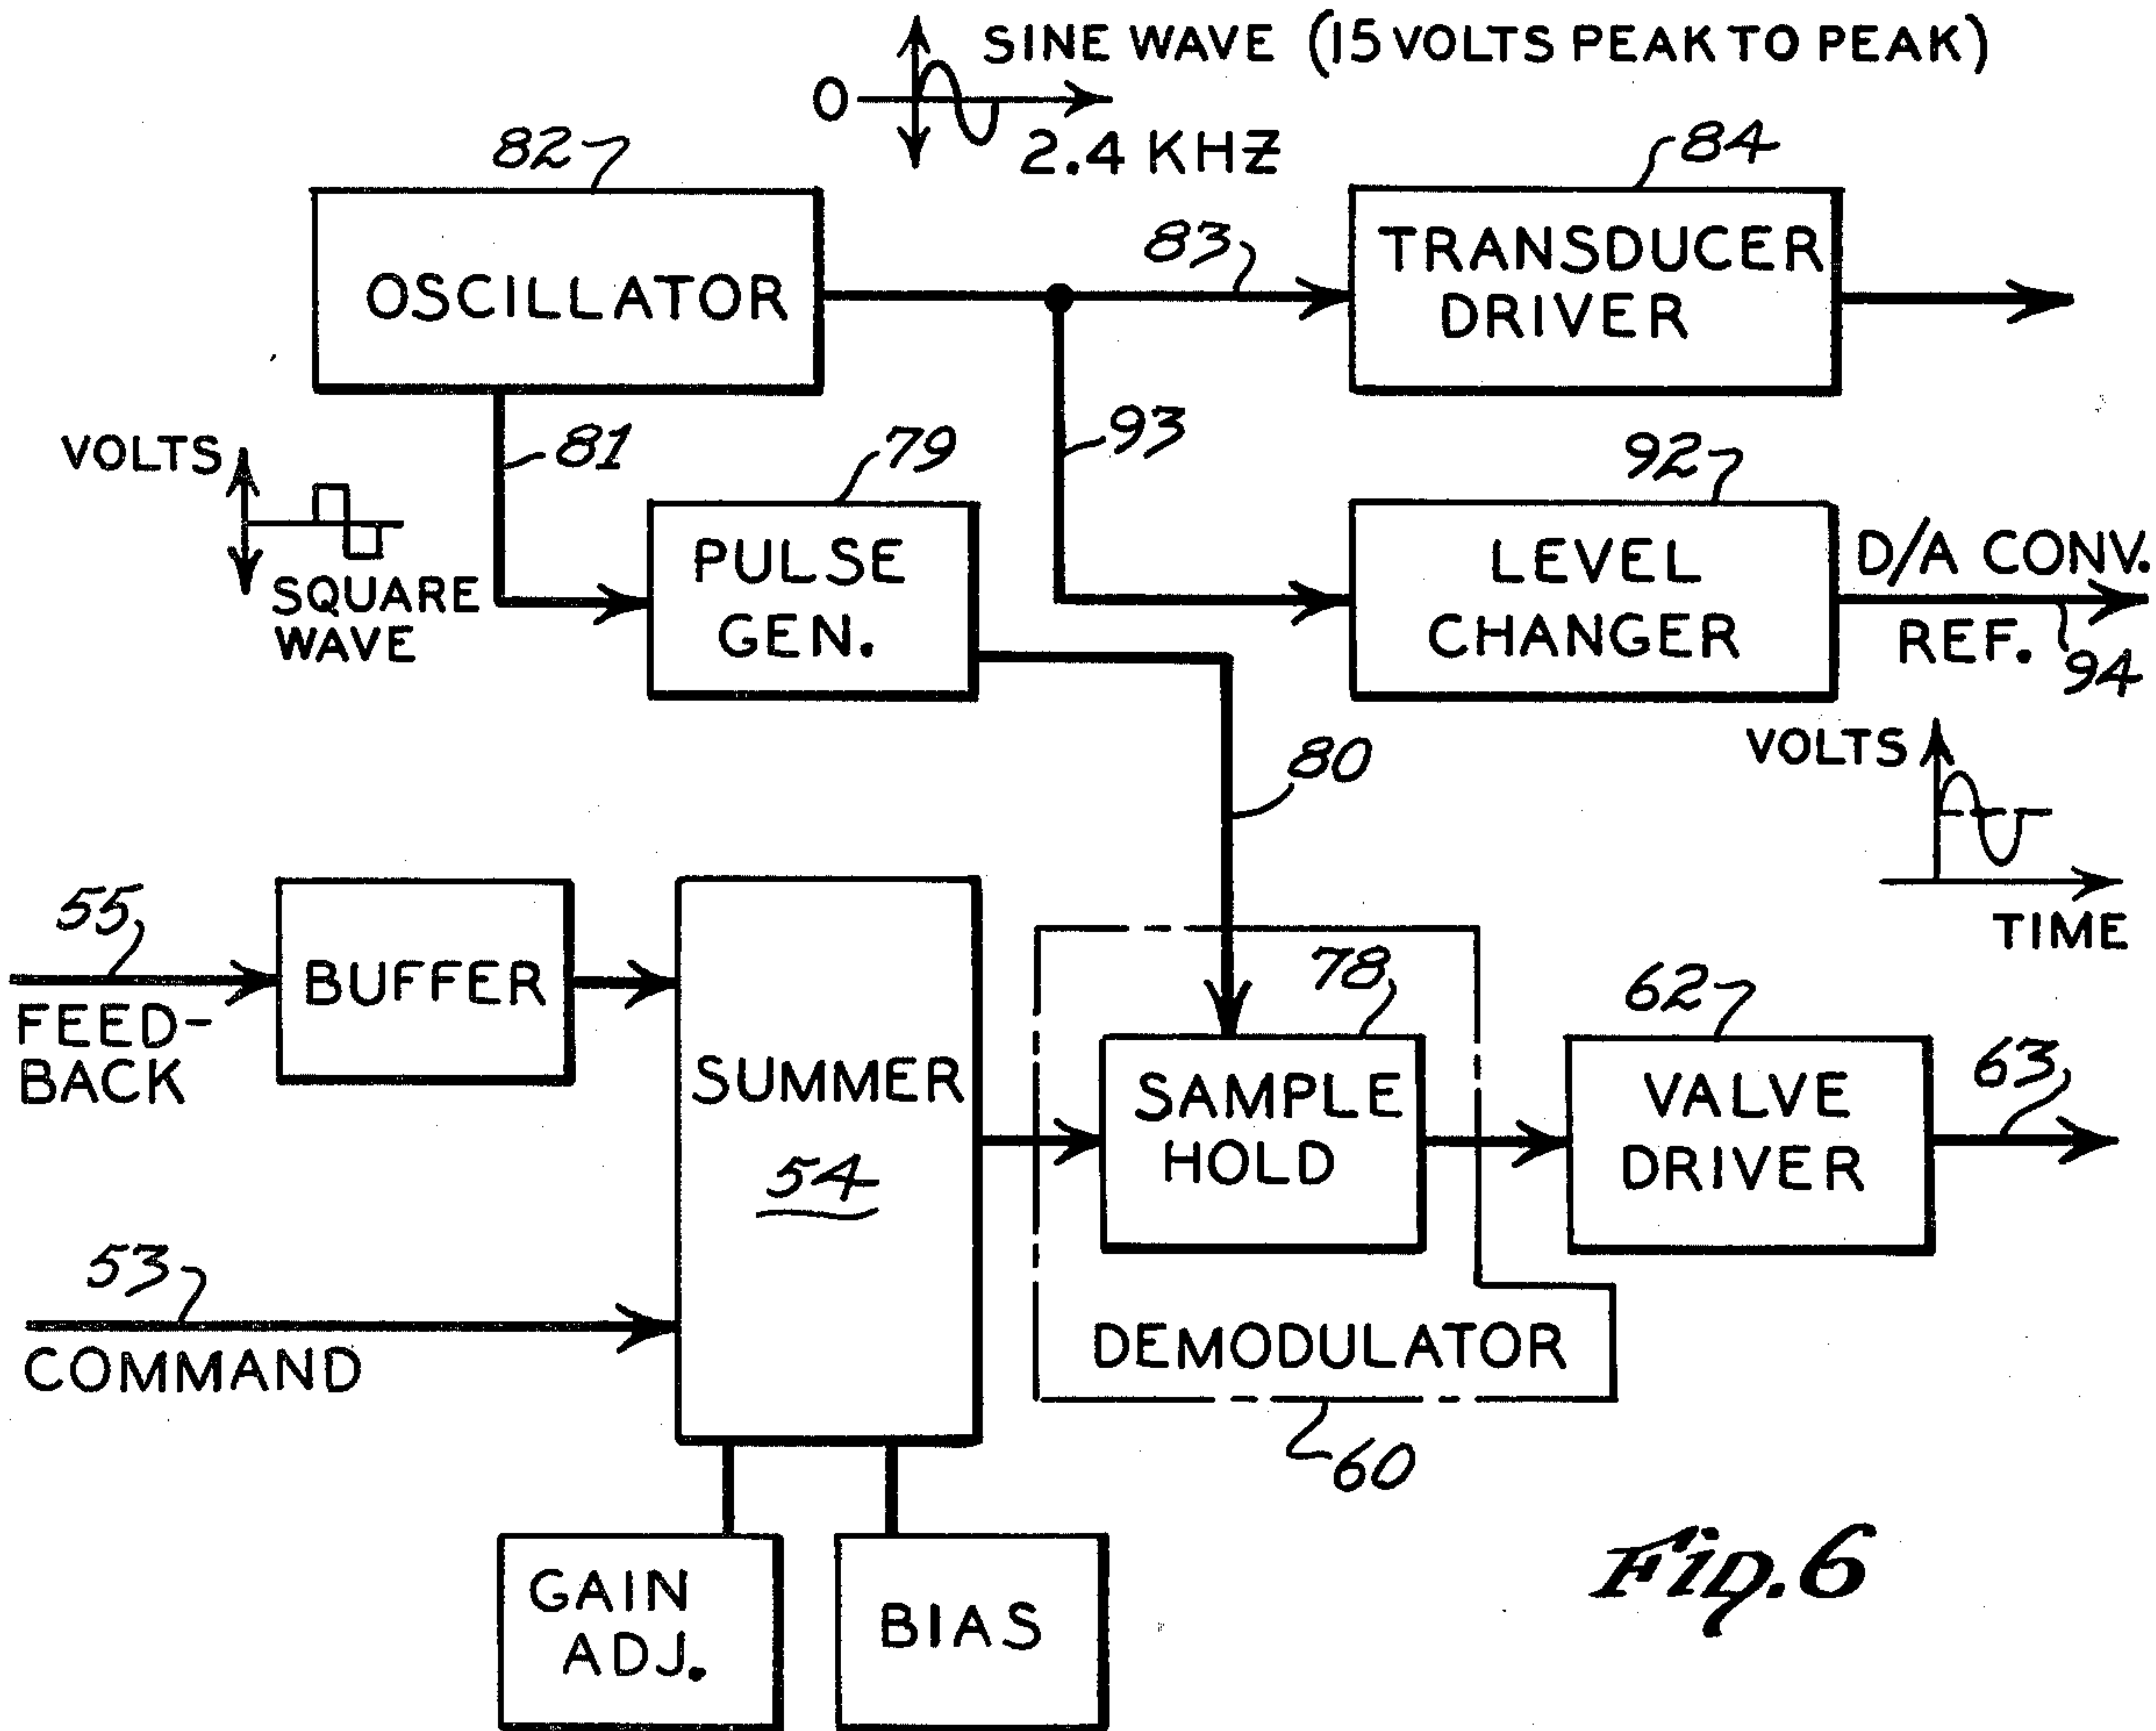 SINE WAVE (15 VOLTS PEAK TO PEAK)
0
2.4 KHZ
82
84
OSCILLATOR
83
TRANSDUCER
DRIVER
VOLTS
81
79
93
92
SQUARE
WAVE
PULSE
GEN.
LEVEL
CHANGER
D/A CONV.
REF.
94
80
VOLTS
TIME
55
FEED-
BACK
BUFFER
SUMMER
54
78
SAMPLE
HOLD
62
VALVE
DRIVER
63
53
COMMAND
DEMODULATOR
60
GAIN
ADJ.
BIAS
Fig. 6